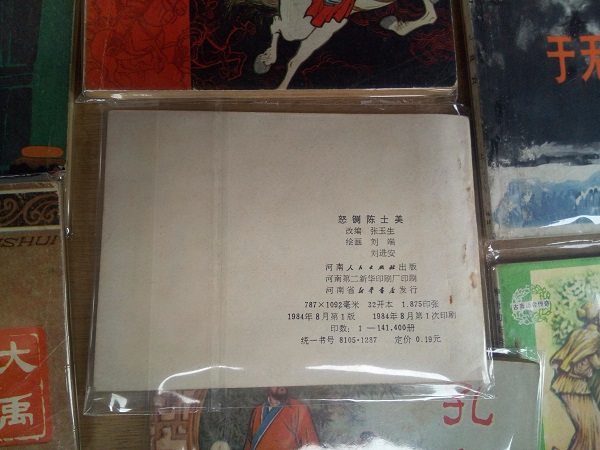 于无
怒铡陈士美
改编 张玉生
绘画 刘端
刘进安
河南人民出版社出版
河南第二新华印刷厂印刷
河南省新华书店发行
787×1092毫米 32开本 1.875印张
1984年8月第1版 1984年8月第1次印刷
印数：1—141,400册
统一书号 8105·1287 定价 0.19元
SHUI
大
禹
孔